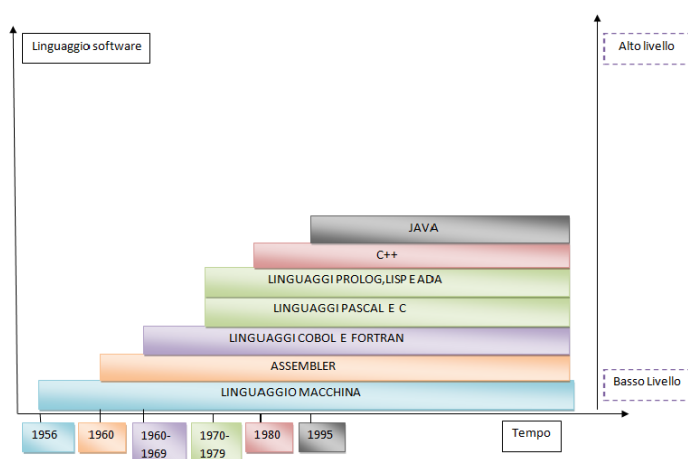 Linguaggio software
Alto livello
JAVA
C++
LINGUAGGI PROLOG,LISP E ADA
LINGUAGGI PASCAL E C
LINGUAGGI COBOL E FORTRAN
ASSEMBLER
LINGUAGGIO MACCHINA
Basso Livello
1956
1960
1960-
1969
1970-
1979
1980
1995
Tempo